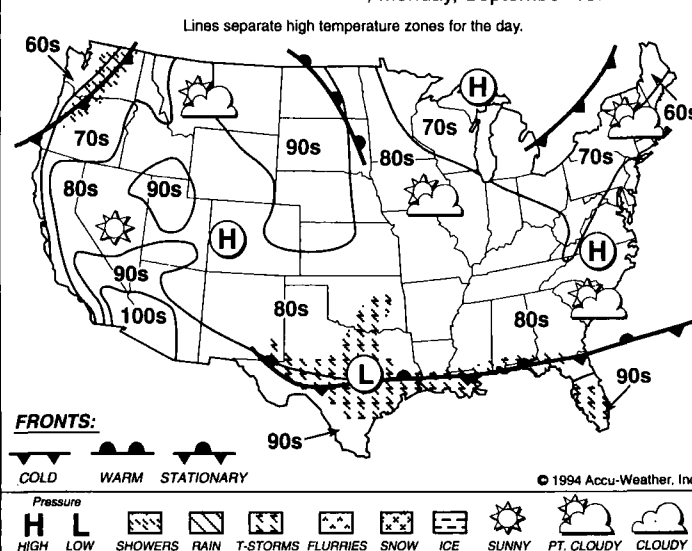 , Monday, September
Lines separate high temperature zones for the day.
60s
70s
80s
90s
90s
100s
90s
80s
70s
60s
70s
H
H
H
80s
80s
L
90s
90s
FRONTS:
COLD WARM STATIONARY
© 1994 Accu-Weather, Inc
Pressure
H L
HIGH LOW SHOWERS RAIN T-STORMS FLURRIES SNOW ICE SUNNY PT. CLOUDY CLOUDY